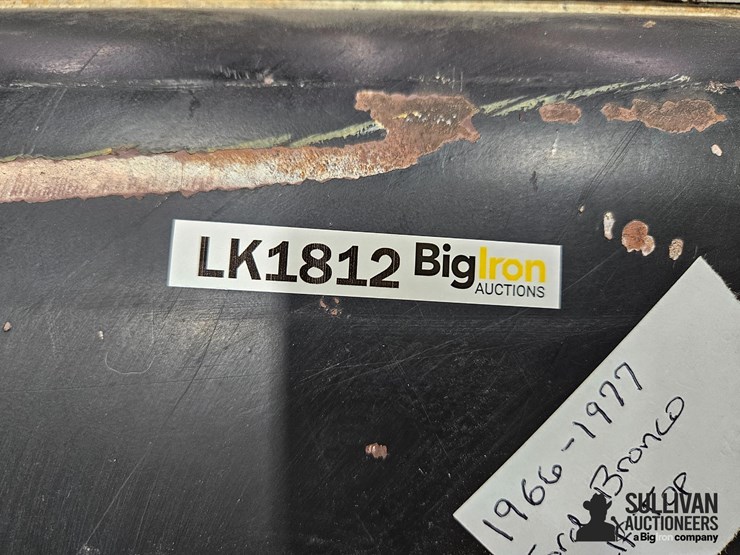 LK1812 BigIron
AUCTIONS
1966-1977
Ford Bronco
SULLIVAN
AUCTIONEERS
a BigIron company